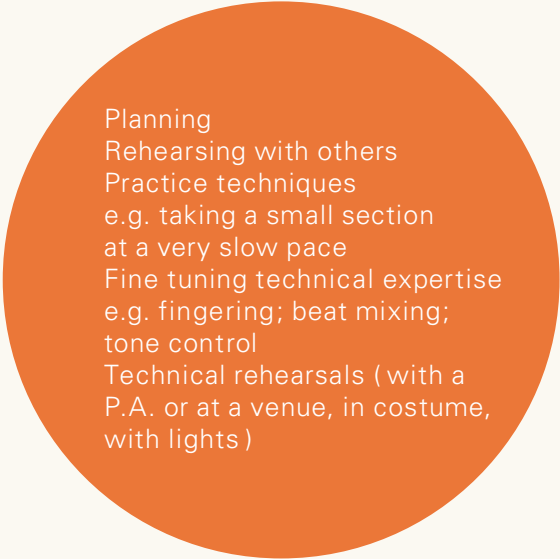 Planning
Rehearsing with others
Practice techniques
e.g. taking a small section
at a very slow pace
Fine tuning technical expertise
e.g. fingering; beat mixing;
tone control
Technical rehearsals (with a
P.A. or at a venue, in costume,
with lights)